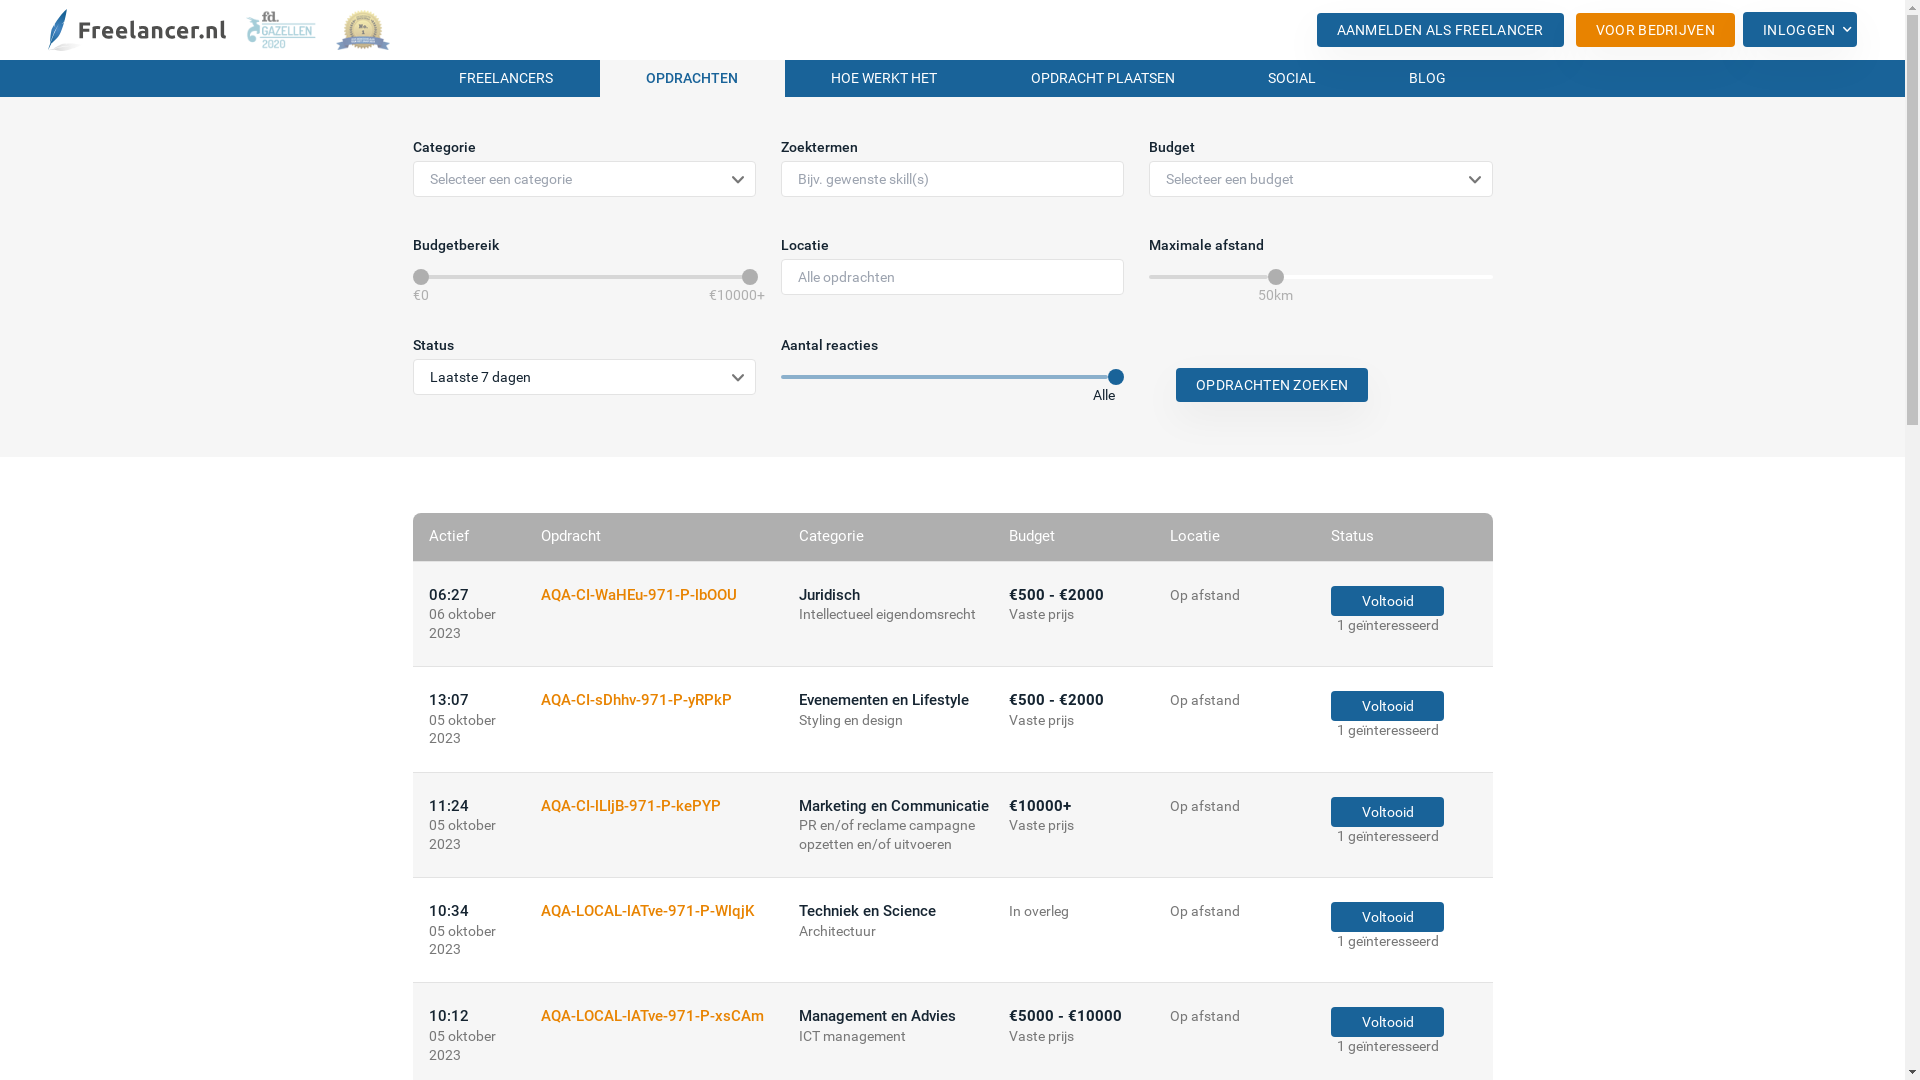 Freelancer.nl
fd.
GAZELLEN
2020
AANMELDEN ALS FREELANCER
VOOR BEDRIJVEN
INLOGGEN
FREELANCERS OPDRACHTEN HOE WERKT HET OPDRACHT PLAATSEN SOCIAL BLOG
Categorie Zoektermen Budget
Selecteer een categorie Bijv. gewenste skill(s) Selecteer een budget
Budgetbereik Locatie Maximale afstand
Alle opdrachten
€0 €10000+ 50km
Status Aantal reacties
Laatste 7 dagen
Alle
OPDRACHTEN ZOEKEN
Actief Opdracht Categorie Budget Locatie Status
06:27 AQA-CI-WaHEu-971-P-lbOOU Juridisch €500 - €2000 Op afstand Voltooid
06 oktober Intellectueel eigendomsrecht Vaste prijs 1 geïnteresseerd
2023
13:07 AQA-CI-sDhhv-971-P-yRPkP Evenementen en Lifestyle €500 - €2000 Op afstand Voltooid
05 oktober Styling en design Vaste prijs 1 geïnteresseerd
2023
11:24 AQA-CI-lLljB-971-P-kePYP Marketing en Communicatie €10000+ Op afstand Voltooid
05 oktober PR en/of reclame campagne Vaste prijs 1 geïnteresseerd
2023 opzetten en/of uitvoeren
10:34 AQA-LOCAL-lATve-971-P-WlqjK Techniek en Science In overleg Op afstand Voltooid
05 oktober Architectuur 1 geïnteresseerd
2023
10:12 AQA-LOCAL-lATve-971-P-xsCAm Management en Advies €5000 - €10000 Op afstand Voltooid
05 oktober ICT management Vaste prijs 1 geïnteresseerd
2023